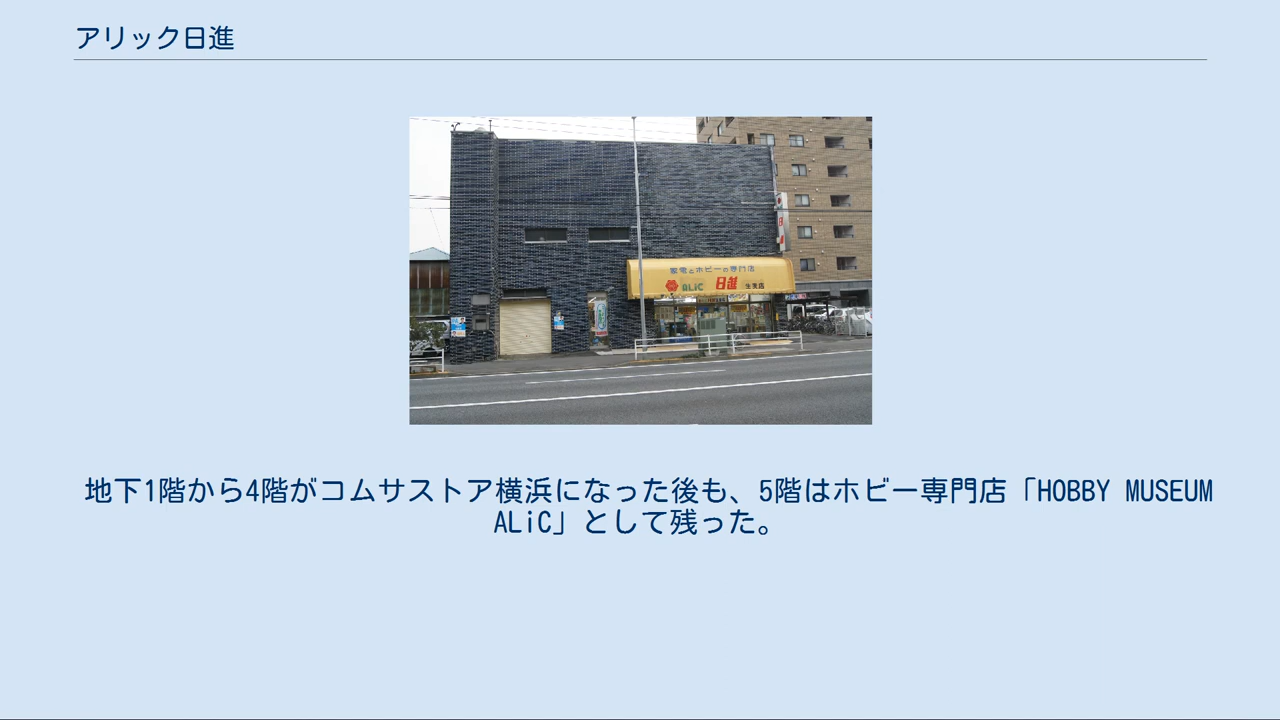 アリック日進
家電とホビーの専門店
ALiC 日進 生麦店
地下1階から4階がコムサストア横浜になった後も、5階はホビー専門店「HOBBY MUSEUM
ALiC」として残った。